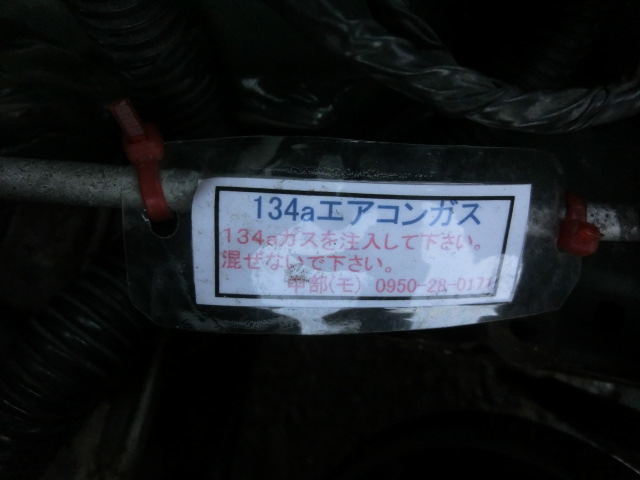 134aエアコンガス
134aガスを注入して下さい。
混ぜないで下さい。
中部(モ) 0950-28-0171